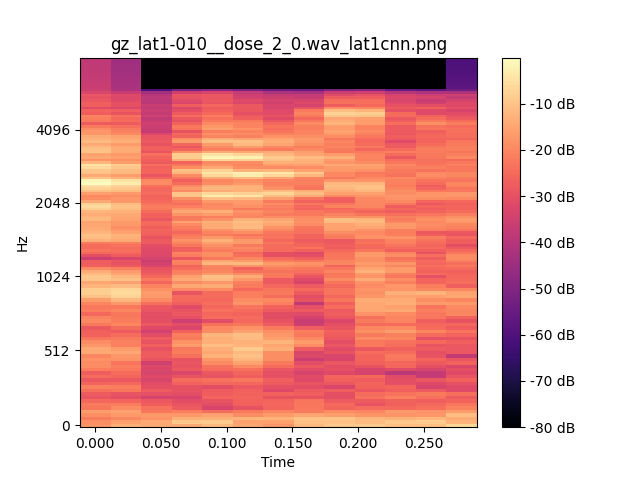 gz_lat1-010__dose_2_0.wav_lat1cnn.png
Hz
4096
2048
1024
512
0
0.000 0.050 0.100 0.150 0.200 0.250
Time
-10 dB
-20 dB
-30 dB
-40 dB
-50 dB
-60 dB
-70 dB
-80 dB